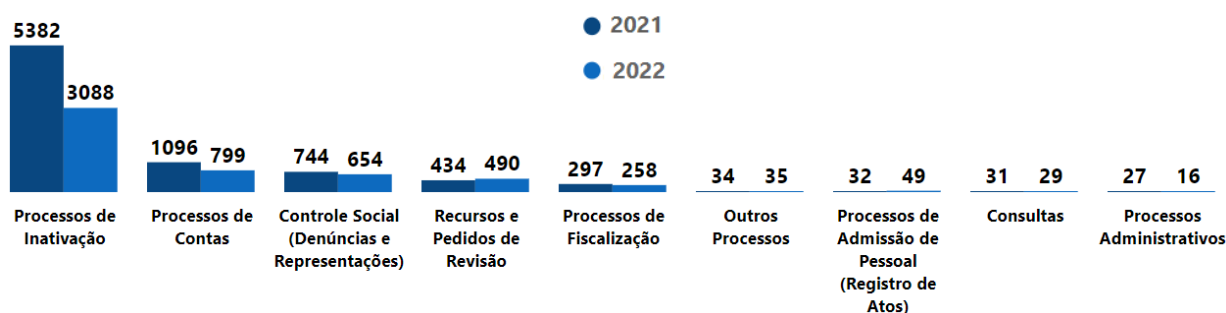 2021
2022
5382 3088
1096 799
744 654
434 490
297 258
34 35
32 49
31 29
27 16
Processos de
Inativação
Processos de
Contas
Controle Social
(Denúncias e
Representações)
Recursos e
Pedidos de
Revisão
Processos de
Fiscalização
Outros
Processos
Processos de
Admissão de
Pessoal
(Registro de
Atos)
Consultas
Processos
Administrativos